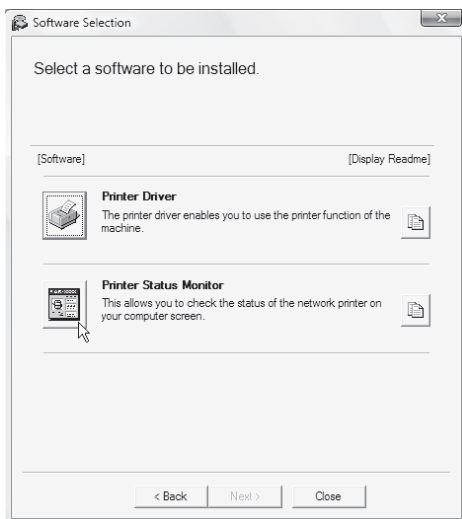 Software Selection
Select a software to be installed.
[Software] [Display Readme]
Printer Driver
The printer driver enables you to use the printer function of the
machine.
Printer Status Monitor
This allows you to check the status of the network printer on
your computer screen.
< Back Next > Close